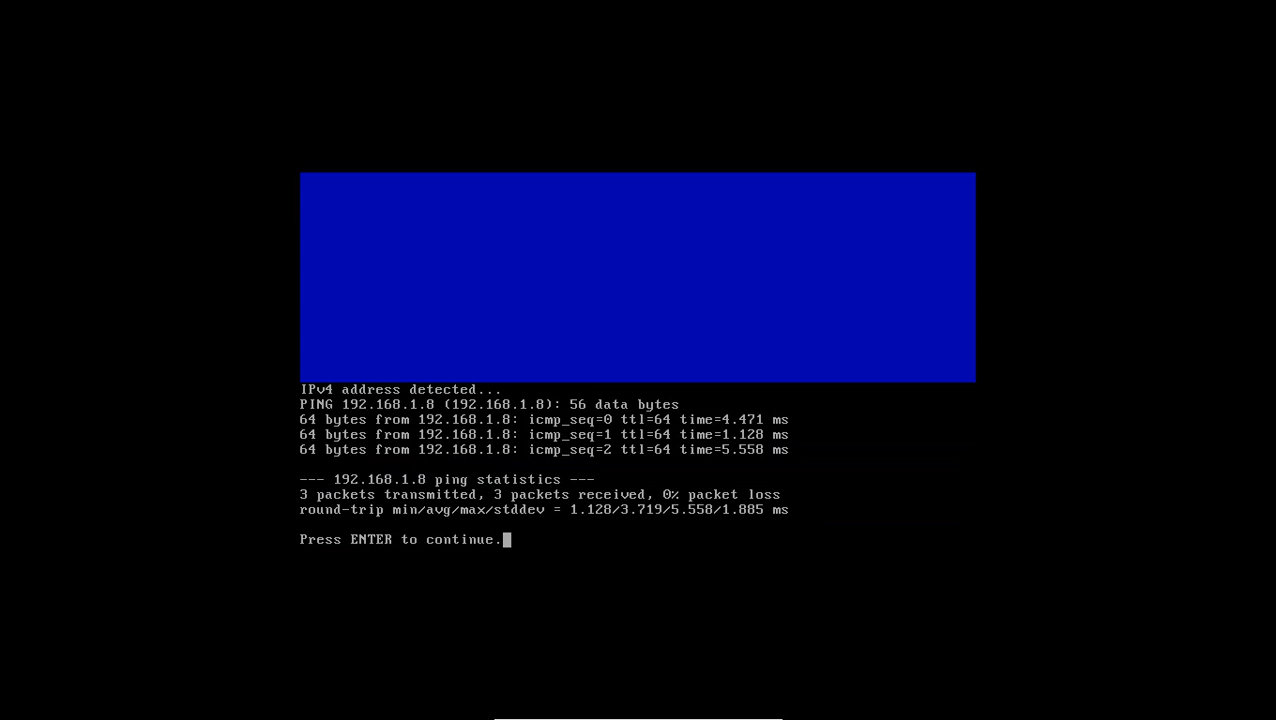 IPv4 address detected...
PING 192.168.1.8 (192.168.1.8): 56 data bytes
64 bytes from 192.168.1.8: icmp_seq=0 ttl=64 time=4.471 ms
64 bytes from 192.168.1.8: icmp_seq=1 ttl=64 time=1.128 ms
64 bytes from 192.168.1.8: icmp_seq=2 ttl=64 time=5.558 ms
--- 192.168.1.8 ping statistics ---
3 packets transmitted, 3 packets received, 0% packet loss
round-trip min/avg/max/stddev = 1.128/3.719/5.558/1.885 ms
Press ENTER to continue.